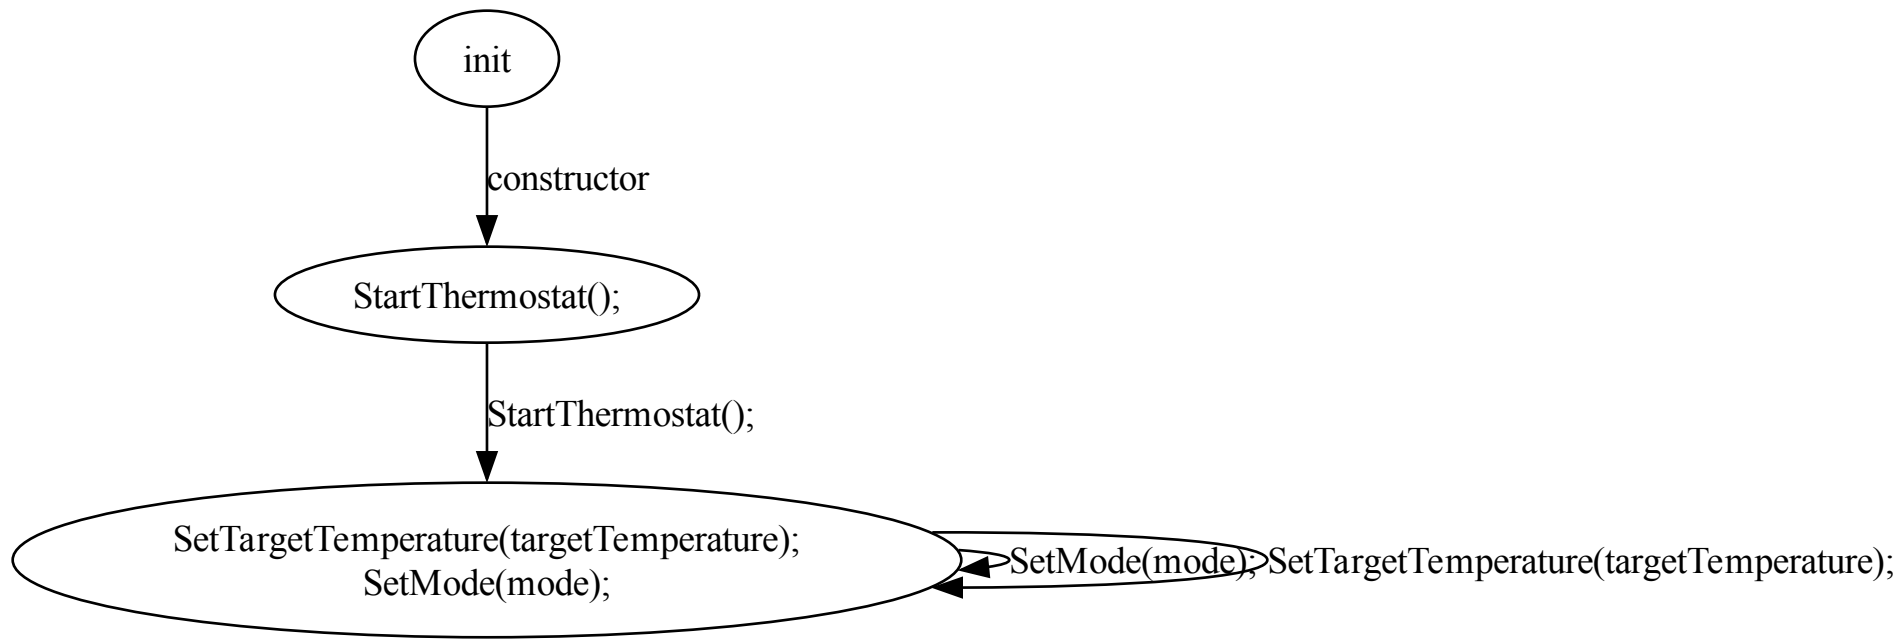 init
constructor
StartThermostat();
StartThermostat();
SetTargetTemperature(targetTemperature);
SetMode(mode);
SetMode(mode);
SetTargetTemperature(targetTemperature);